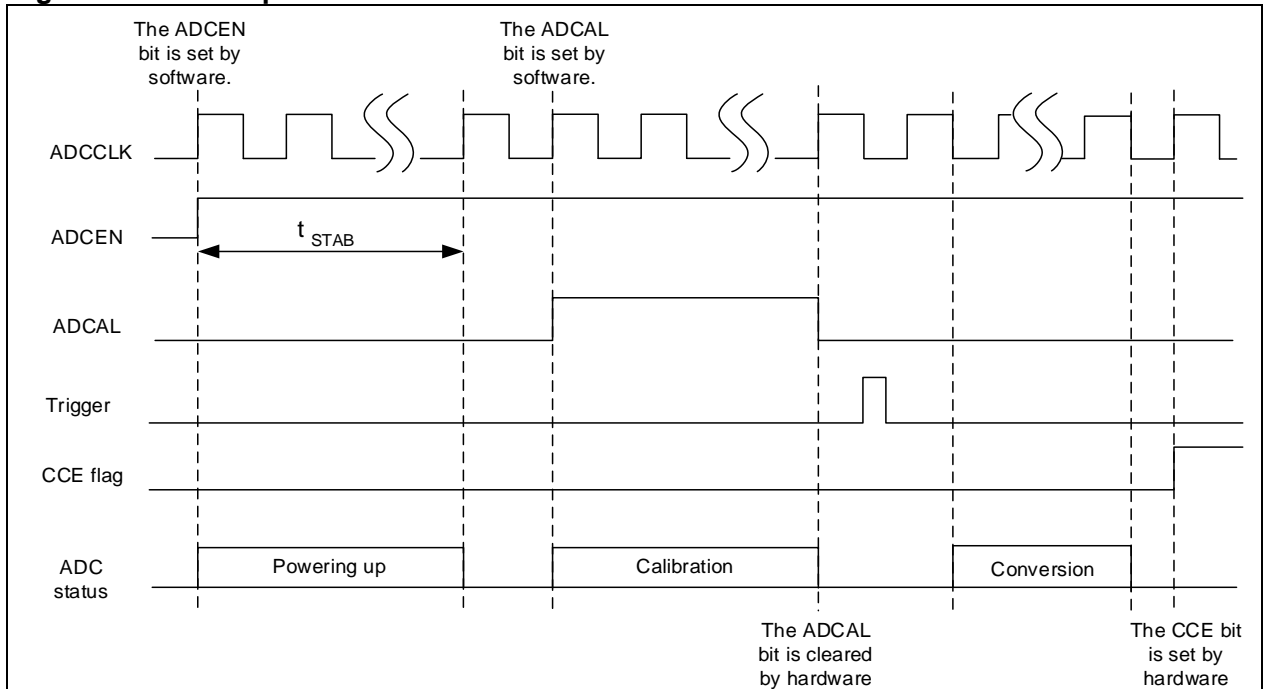 The ADCEN
bit is set by
software.
The ADCAL
bit is set by
software.
ADCCLK
ADCEN
t STAB
ADCAL
Trigger
CCE flag
ADC
status
Powering up
Calibration
Conversion
The ADCAL
bit is cleared
by hardware
The CCE bit
is set by
hardware